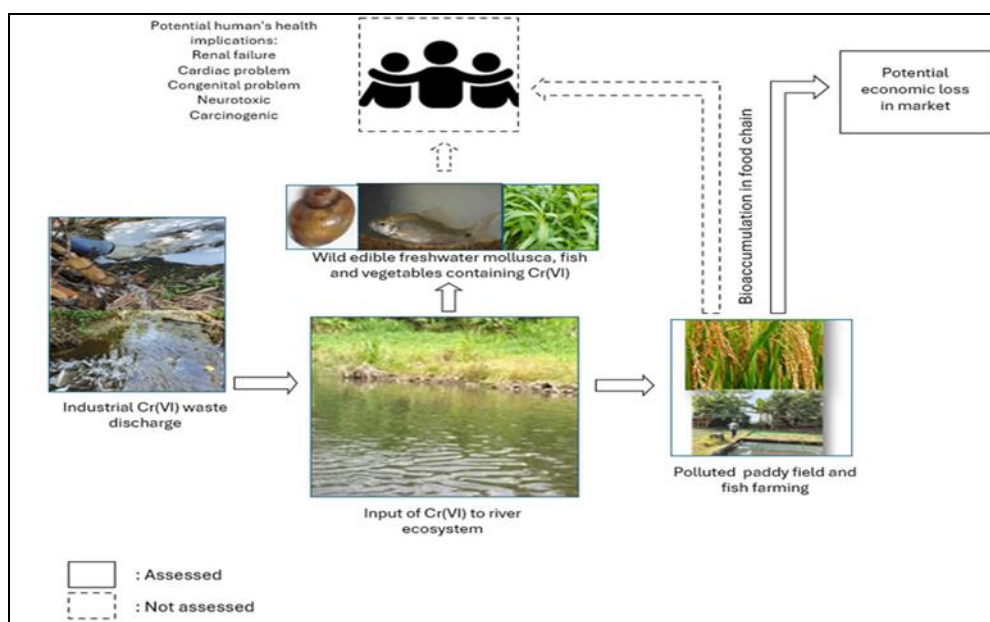 Potential human's health
implications:
Renal failure
Cardiac problem
Congenital problem
Neurotoxic
Carcinogenic
Potential
economic loss
in market
Bioaccumulation in food chain
Wild edible freshwater mollusca, fish
and vegetables containing Cr(VI)
Industrial Cr(VI) waste
discharge
Input of Cr(VI) to river
ecosystem
Polluted paddy field and
fish farming
: Assessed
: Not assessed